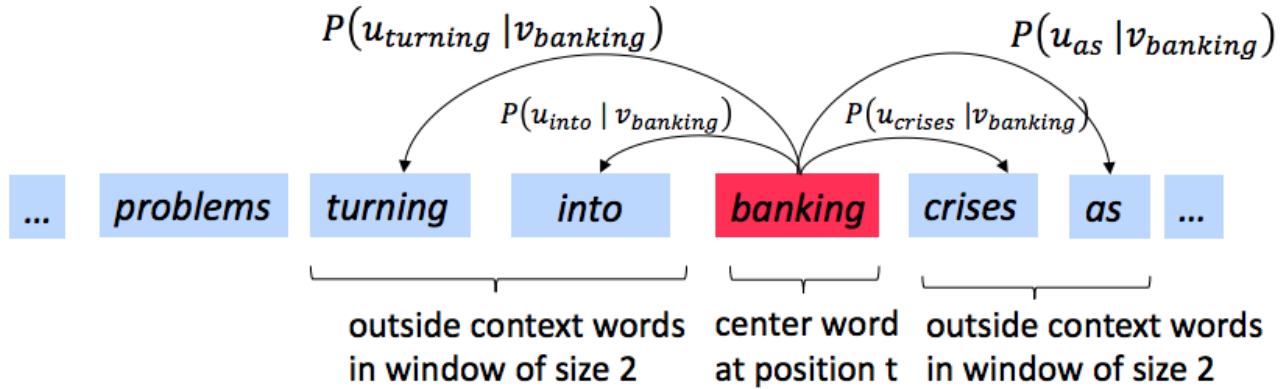 P(u_turning | v_banking) P(u_as | v_banking)
P(u_into | v_banking) P(u_crises | v_banking)
... problems turning into banking crises as ...
outside context words center word outside context words
in window of size 2 at position t in window of size 2